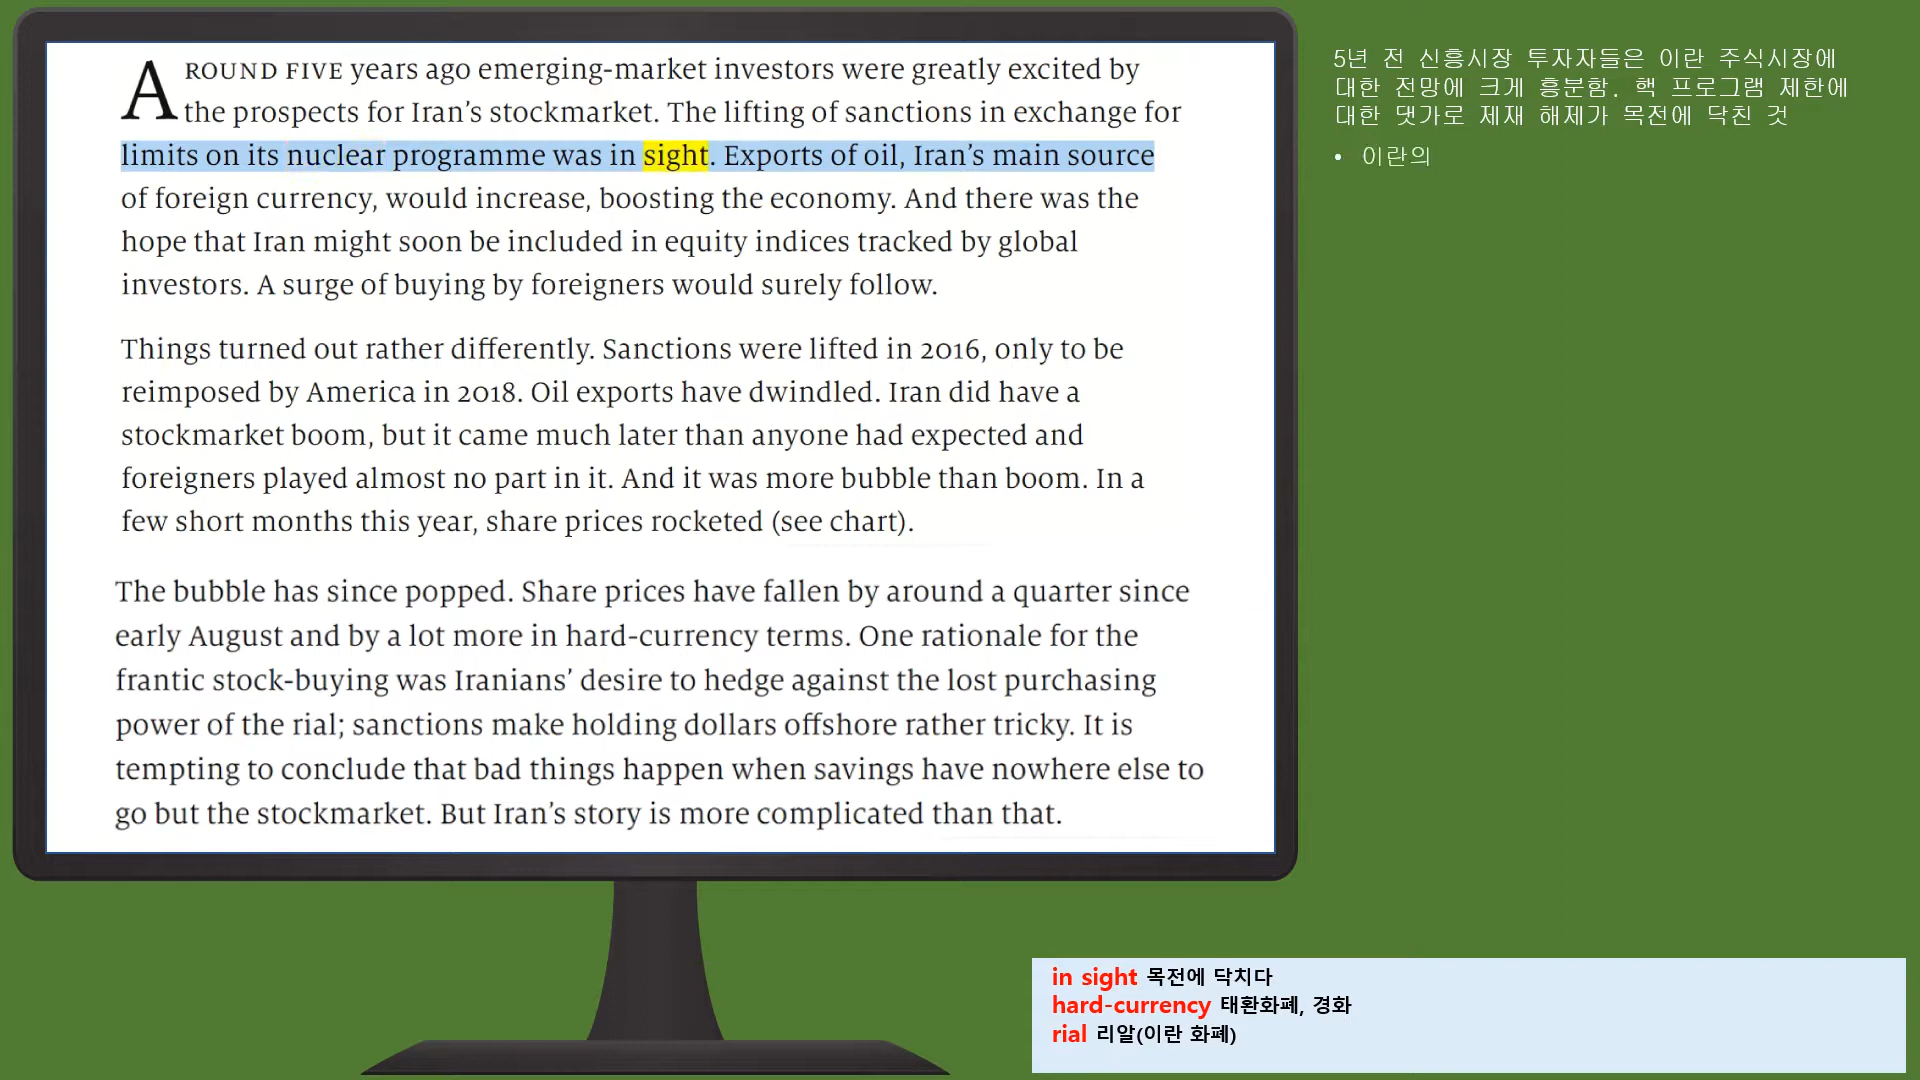 AROUND FIVE years ago emerging-market investors were greatly excited by
the prospects for Iran’s stockmarket. The lifting of sanctions in exchange for
limits on its nuclear programme was in sight. Exports of oil, Iran’s main source
of foreign currency, would increase, boosting the economy. And there was the
hope that Iran might soon be included in equity indices tracked by global
investors. A surge of buying by foreigners would surely follow.
Things turned out rather differently. Sanctions were lifted in 2016, only to be
reimposed by America in 2018. Oil exports have dwindled. Iran did have a
stockmarket boom, but it came much later than anyone had expected and
foreigners played almost no part in it. And it was more bubble than boom. In a
few short months this year, share prices rocketed (see chart).
The bubble has since popped. Share prices have fallen by around a quarter since
early August and by a lot more in hard-currency terms. One rationale for the
frantic stock-buying was Iranians’ desire to hedge against the lost purchasing
power of the rial; sanctions make holding dollars offshore rather tricky. It is
tempting to conclude that bad things happen when savings have nowhere else to
go but the stockmarket. But Iran’s story is more complicated than that.
5년 전 신흥시장 투자자들은 이란 주식시장에
대한 전망에 크게 흥분함. 핵 프로그램 제한에
대한 댓가로 제재 해제가 목전에 닥친 것
• 이란의
in sight 목전에 닥치다
hard-currency 태환화폐, 경화
rial 리알(이란 화폐)